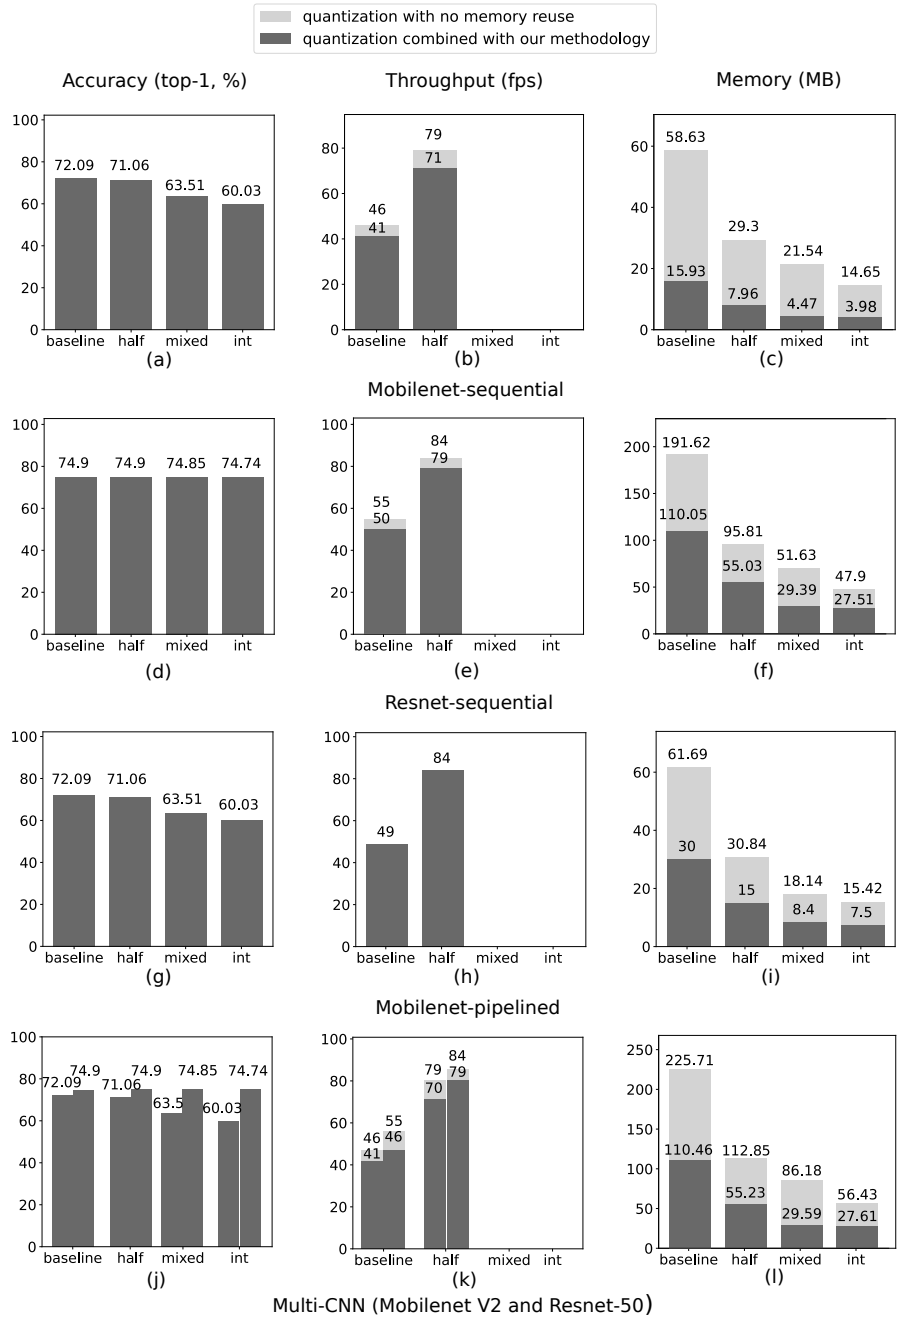 quantization with no memory reuse
quantization combined with our methodology
Accuracy (top-1, %) Throughput (fps) Memory (MB)
100
80
60
40
20
0
72.09 71.06 63.51 60.03
baseline half mixed int
(a)
80
60
40
20
0
46 79
41 71
baseline half mixed int
(b)
60
40
20
0
58.63 29.3 21.54 14.65
15.93 7.96 4.47 3.98
baseline half mixed int
(c)
Mobilenet-sequential
100
80
60
40
20
0
74.9 74.9 74.85 74.74
baseline half mixed int
(d)
100
80
60
40
20
0
55 84
50 79
baseline half mixed int
(e)
200
150
100
50
0
191.62 95.81 51.63 47.9
110.05 55.03 29.39 27.51
baseline half mixed int
(f)
Resnet-sequential
100
80
60
40
20
0
72.09 71.06 63.51 60.03
baseline half mixed int
(g)
100
80
60
40
20
0
49 84
baseline half mixed int
(h)
60
40
20
0
61.69 30.84 18.14 15.42
30 15 8.4 7.5
baseline half mixed int
(i)
Mobilenet-pipelined
100
80
60
40
20
0
72.09 74.9 71.06 74.9 63.5 74.85 60.03 74.74
baseline half mixed int
(j)
100
80
60
40
20
0
46 55 79 84
41 46 70 79
baseline half mixed int
(k)
250
200
150
100
50
0
225.71 112.85 86.18 56.43
110.46 55.23 29.59 27.61
baseline half mixed int
(l)
Multi-CNN (Mobilenet V2 and Resnet-50)